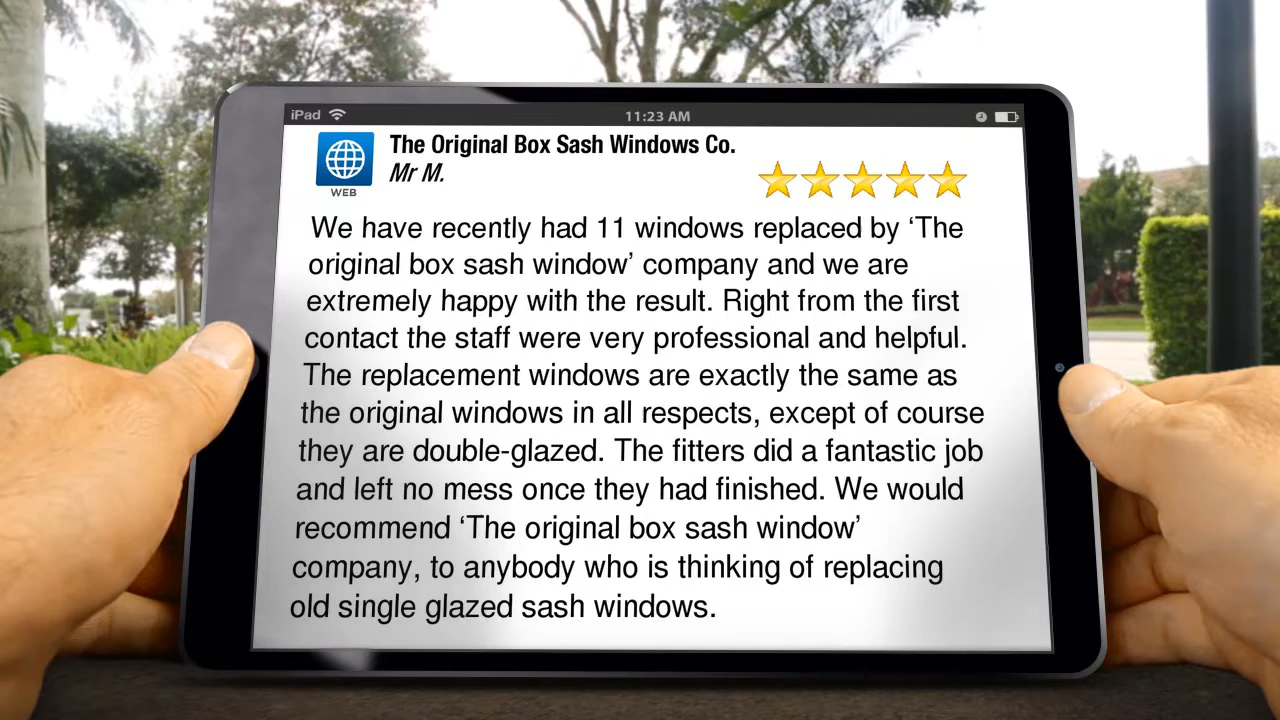 iPad
11:23 AM
The Original Box Sash Windows Co.
Mr M.
WEB
We have recently had 11 windows replaced by ‘The
original box sash window’ company and we are
extremely happy with the result. Right from the first
contact the staff were very professional and helpful.
The replacement windows are exactly the same as
the original windows in all respects, except of course
they are double-glazed. The fitters did a fantastic job
and left no mess once they had finished. We would
recommend ‘The original box sash window’
company, to anybody who is thinking of replacing
old single glazed sash windows.